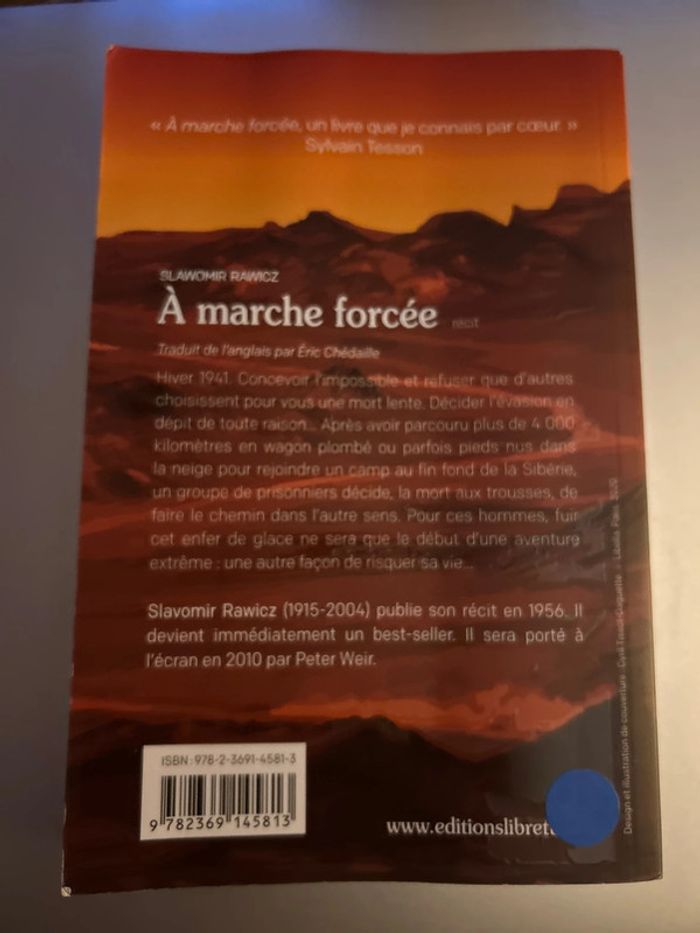 « À marche forcée, un livre que je connais par cœur. »
Sylvain Tesson
SLAWOMIR RAWICZ
À marche forcée récit
Traduit de l'anglais par Éric Chédaille
Hiver 1941. Concevoir l'impossible et refuser que d'autres
choisissent pour vous une mort lente. Décider l'évasion en
dépit de toute raison... Après avoir parcouru plus de 4 000
kilomètres en wagon plombé ou parfois pieds nus dans
la neige pour rejoindre un camp au fin fond de la Sibérie,
un groupe de prisonniers décide, la mort aux trousses, de
faire le chemin dans l'autre sens. Pour ces hommes, fuir
cet enfer de glace ne sera que le début d'une aventure
extrême : une autre façon de risquer sa vie...
Slavomir Rawicz (1915-2004) publie son récit en 1956. Il
devient immédiatement un best-seller. Il sera porté à
l'écran en 2010 par Peter Weir.
ISBN : 978-2-3691-4581-3
9 782369 145813
www.editionslibrett
Design et illustration de couverture : Cyril